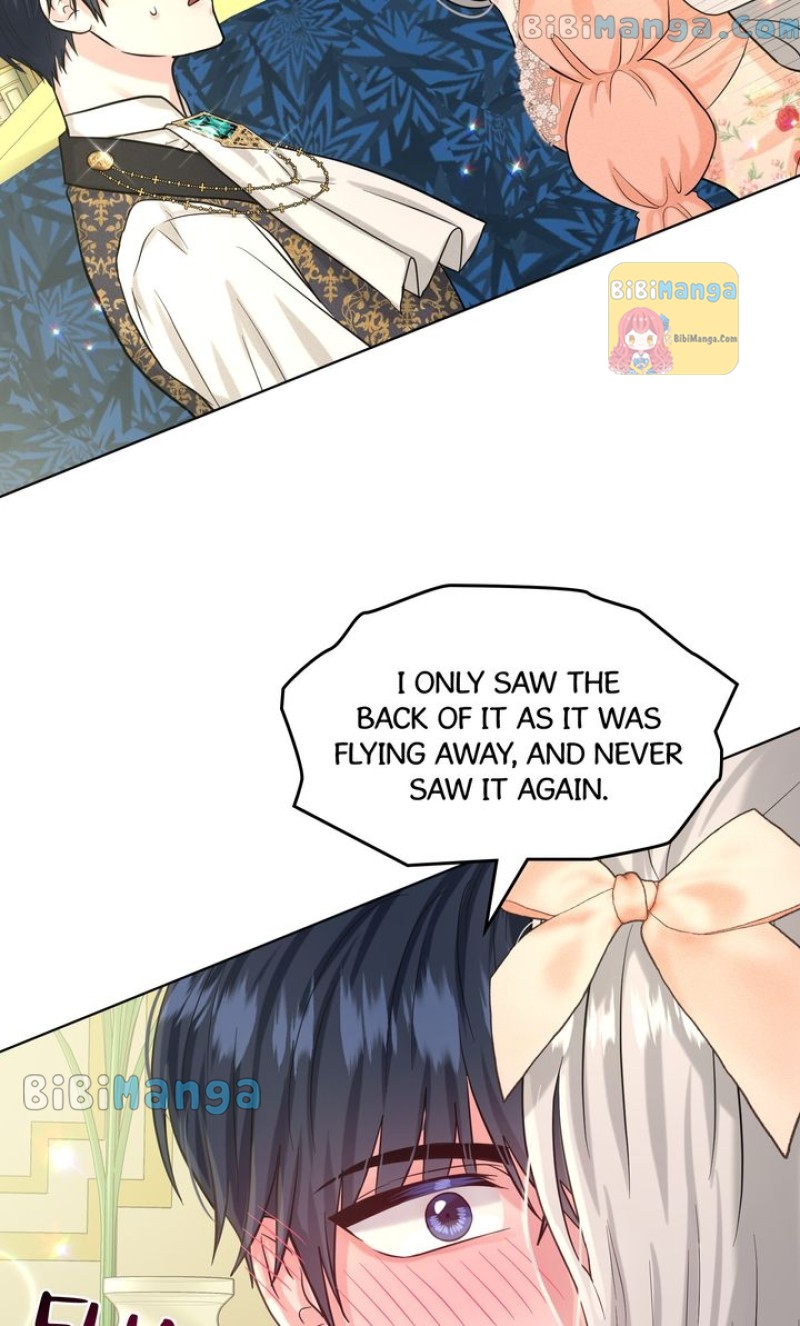 BiBiManga.Com
BiBiManga
BibiManga.Com
I ONLY SAW THE
BACK OF IT AS IT WAS
FLYING AWAY, AND NEVER
SAW IT AGAIN.
BiBiManga